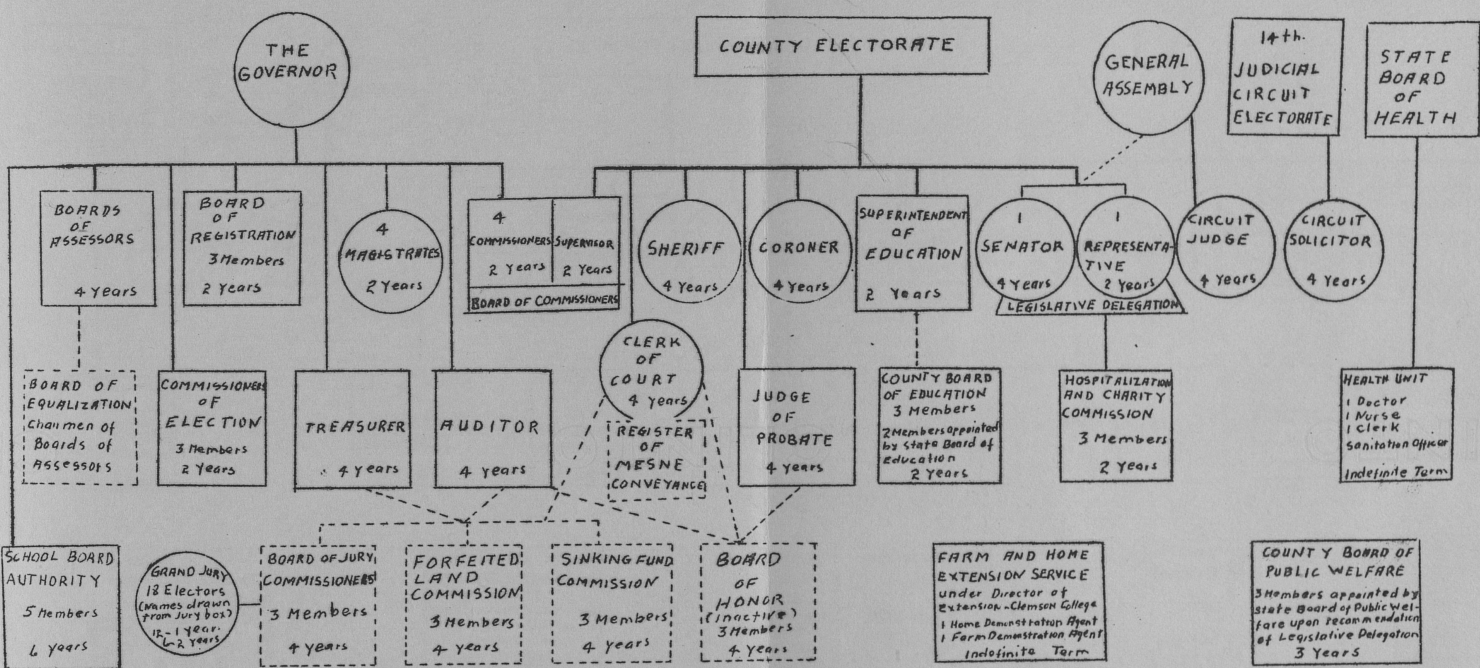 THE
GOVERNOR
COUNTY ELECTORATE
GENERAL
ASSEMBLY
14th.
JUDICIAL
CIRCUIT
ELECTORATE
STATE
BOARD
OF
HEALTH
BOARDS
OF
ASSESSORS
4 Years
BOARD
OF
REGISTRATION
3 Members
2 Years
4
MAGISTRATES
2 Years
4
COMMISSIONERS
2 Years
SUPERVISOR
2 Years
BOARD OF COMMISSIONERS
SHERIFF
4 Years
CORONER
4 Years
SUPERINTENDENT
OF
EDUCATION
2 Years
1
SENATOR
4 Years
1
REPRESENTA-
TIVE
2 Years
LEGISLATIVE DELEGATION
CIRCUIT
JUDGE
4 Years
CIRCUIT
SOLICITOR
4 Years
BOARD OF
EQUALIZATION
Chairmen of
Boards of
Assessors
COMMISSIONERS
OF
ELECTION
3 Members
2 Years
TREASURER
4 Years
AUDITOR
4 Years
CLERK
OF
COURT
4 Years
REGISTER
OF
MESNE
CONVEYANCE
JUDGE
OF
PROBATE
4 Years
COUNTY BOARD
OF EDUCATION
3 Members
2 Members appointed
by State Board of
Education
2 Years
HOSPITALIZATION
AND CHARITY
COMMISSION
3 Members
2 Years
HEALTH UNIT
1 Doctor
1 Nurse
1 Clerk
Sanitation Officer
Indefinite Term
SCHOOL BOARD
AUTHORITY
5 Members
6 Years
GRAND JURY
18 Electors
(Names drawn
from Jury box)
12-1 Year.
6-2 Years
BOARD OF JURY
COMMISSIONERS
3 Members
4 Years
FORFEITED
LAND
COMMISSION
3 Members
4 Years
SINKING FUND
COMMISSION
3 Members
4 Years
BOARD
OF
HONOR
(Inactive)
3 Members
4 Years
FARM AND HOME
EXTENSION SERVICE
under Director of
Extension-Clemson College
1 Home Demonstration Agent
1 Farm Demonstration Agent
Indefinite Term
COUNTY BOARD OF
PUBLIC WELFARE
3 Members appointed by
State Board of Public Wel-
fare upon recommendation
of Legislative Delegation
3 Years